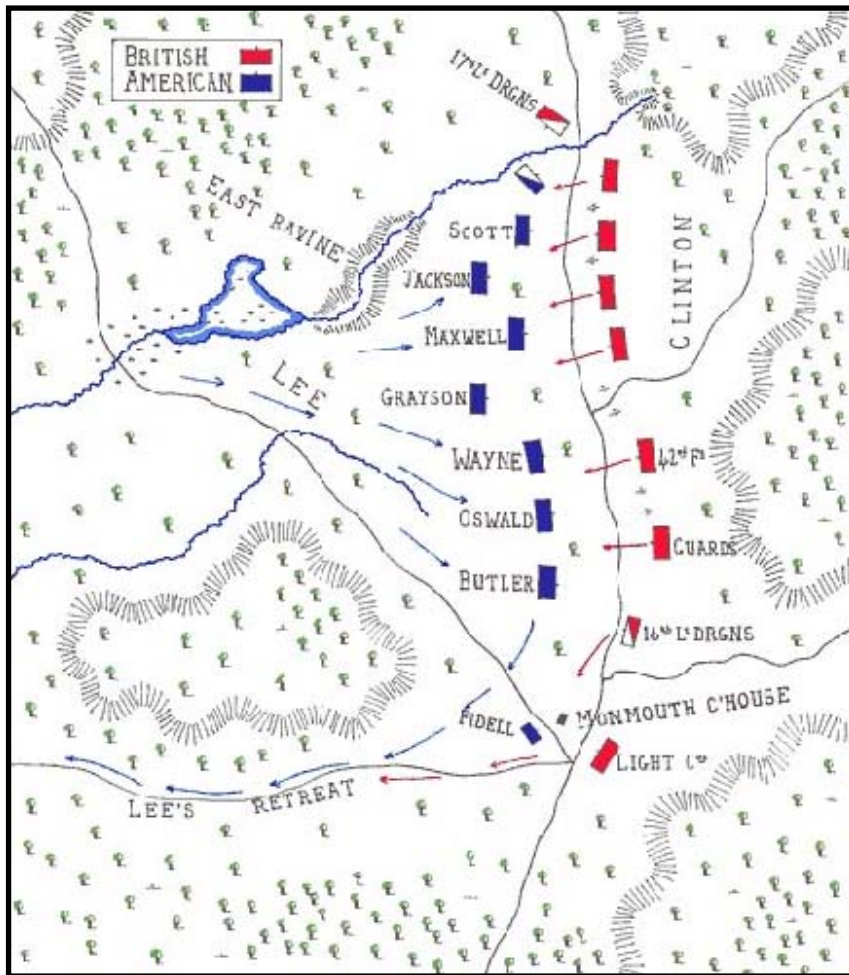 BRITISH
AMERICAN
17th Lt DRGNS
EAST RAVINE
SCOTT
CLINTON
JACKSON
MAXWELL
LEE
GRAYSON
WAYNE
42nd Ft
OSWALD
GUARDS
BUTLER
16th Lt DRGNS
FIDELL
MONMOUTH C'HOUSE
LIGHT
LEE'S RETREAT